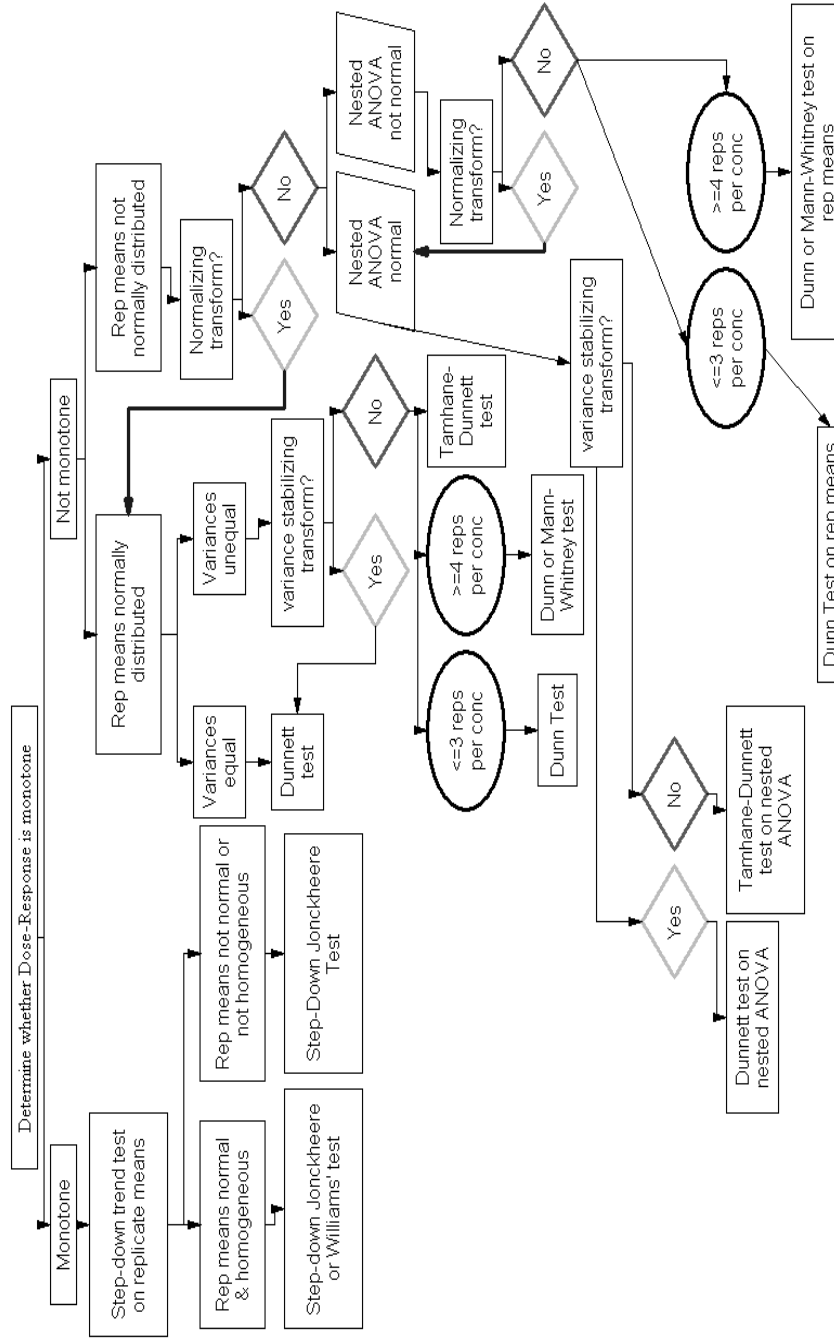 Determine whether Dose-Response is monotone
Monotone
Step-down trend test
on replicate means
Rep means normal
& homogeneous
Step-down Jonckheere
or Williams' test
Rep means not normal or
not homogeneous
Step-Down Jonckheere
Test
Not monotone
Rep means normally
distributed
Variances
equal
Dunnett
test
Variances
unequal
variance stabilizing
transform?
Yes
No
<=3 reps
per conc
Dunn Test
>=4 reps
per conc
Dunn or Mann-
Whitney test
Tamhane-
Dunnett
test
Rep means not
normally distributed
Normalizing
transform?
Yes
No
Nested
ANOVA
normal
Nested
ANOVA
not normal
Normalizing
transform?
Yes
No
variance stabilizing
transform?
Yes
No
Dunnett test on
nested ANOVA
Tamhane-Dunnett
test on nested
ANOVA
<=3 reps
per conc
>=4 reps
per conc
Dunn Test on rep means
Dunn or Mann-Whitney test on
rep means